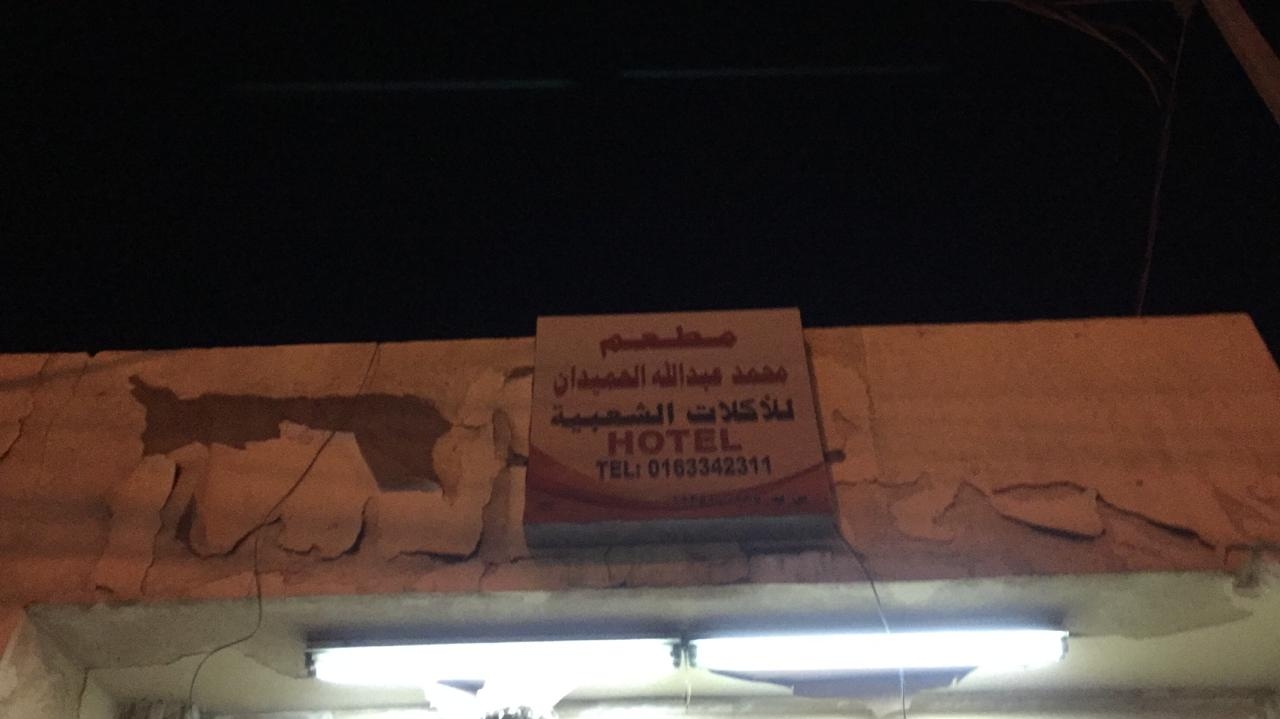 مطعم
محمد عبدالله الحميدان
للأكلات الشعبية
HOTEL
TEL: 0163342311